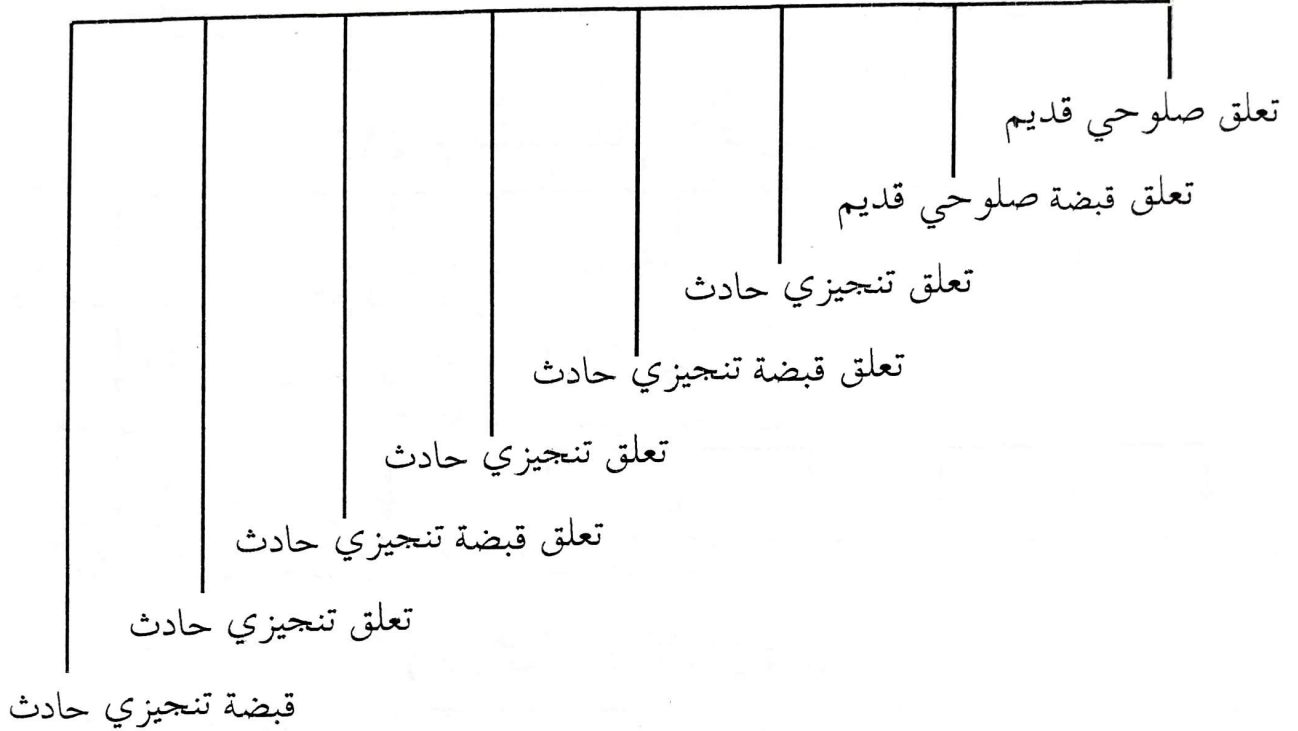 تعلق صلوحي قديم
تعلق قبضة صلوحي قديم
تعلق تنجيزي حادث
تعلق قبضة تنجيزي حادث
تعلق تنجيزي حادث
تعلق قبضة تنجيزي حادث
تعلق تنجيزي حادث
قبضة تنجيزي حادث